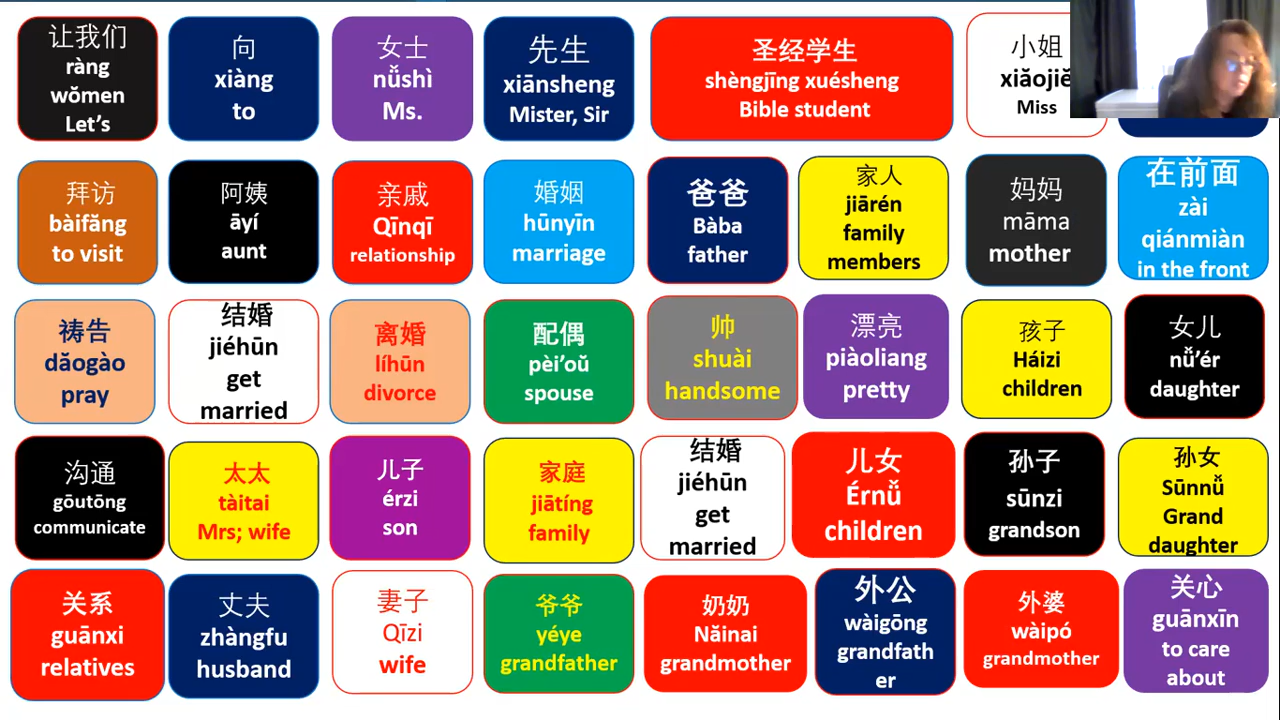 让我们
ràng
wǒmen
Let's
向
xiàng
to
女士
nǚshì
Ms.
先生
xiānsheng
Mister, Sir
圣经学生
shèngjīng xuésheng
Bible student
小姐
xiǎojiě
Miss
拜访
bàifǎng
to visit
阿姨
āyí
aunt
亲戚
Qīnqī
relationship
婚姻
hūnyīn
marriage
爸爸
Bàba
father
家人
jiārén
family
members
妈妈
māma
mother
在前面
zài
qiánmiàn
in the front
祷告
dǎogào
pray
结婚
jiéhūn
get
married
离婚
líhūn
divorce
配偶
pèi’oǔ
spouse
帅
shuài
handsome
漂亮
piàoliang
pretty
孩子
Háizi
children
女儿
nǚ’ér
daughter
沟通
gōutōng
communicate
太太
tàitai
Mrs; wife
儿子
érzi
son
家庭
jiātíng
family
结婚
jiéhūn
get
married
儿女
Érnǚ
children
孙子
sūnzi
grandson
孙女
Sūnnǚ
Grand
daughter
关系
guānxi
relatives
丈夫
zhàngfu
husband
妻子
Qīzi
wife
爷爷
yéye
grandfather
奶奶
Nǎinai
grandmother
外公
wàigōng
grandfath
er
外婆
wàipó
grandmother
关心
guānxīn
to care
about